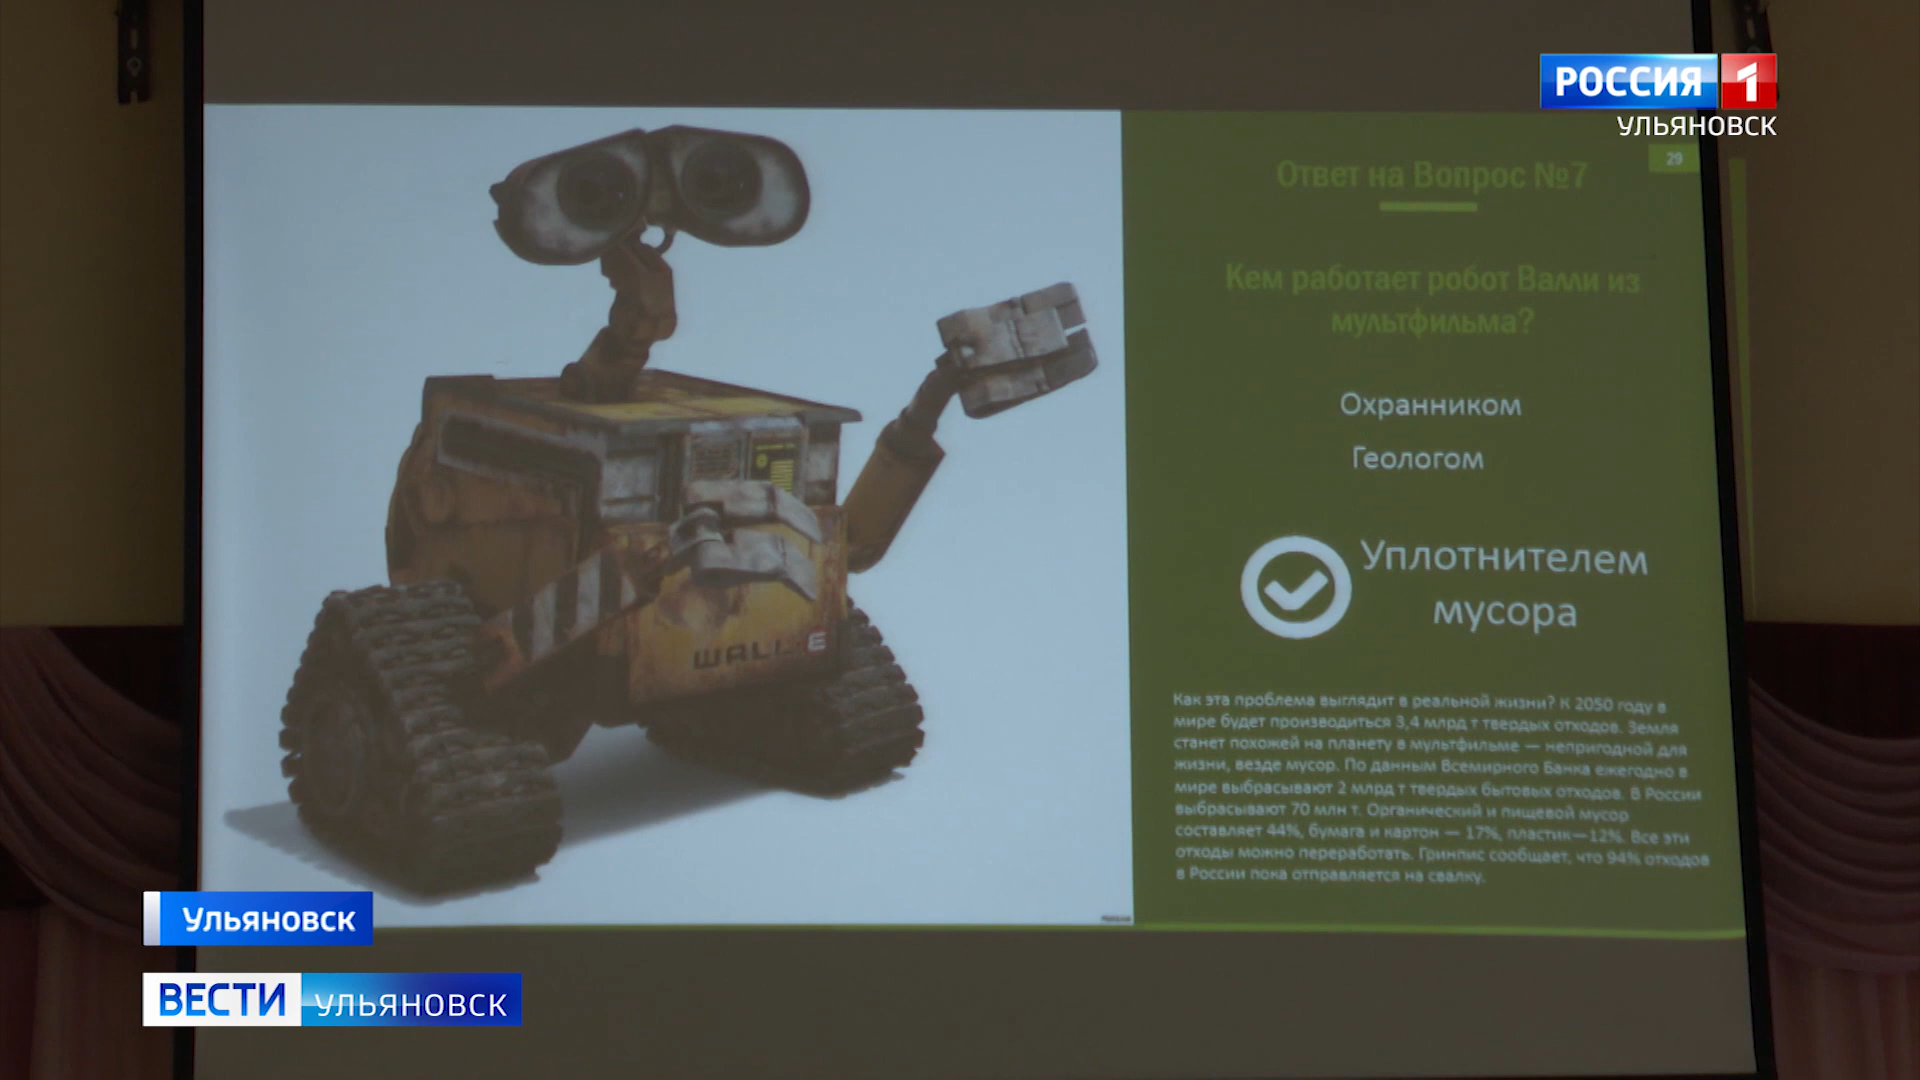 РОССИЯ 1
УЛЬЯНОВСК
29
Ответ на Вопрос №7
Кем работает робот Валли из
мультфильма?
Охранником
Геологом
Уплотнителем
мусора
WALL E
Как эта проблема выглядит в реальной жизни? К 2050 году в
мире будет производиться 3,4 млрд т твердых отходов. Земля
станет похожей на планету в мультфильме — непригодной для
жизни, везде мусор. По данным Всемирного Банка ежегодно в
мире выбрасывают 2 млрд т твердых бытовых отходов. В России
выбрасывают 70 млн т. Органический и пищевой мусор
составляет 44%, бумага и картон — 17%, пластик—12%. Все эти
отходы можно переработать. Гринпис сообщает, что 94% отходов
в России пока отправляется на свалку.
Ульяновск
ВЕСТИ УЛЬЯНОВСК